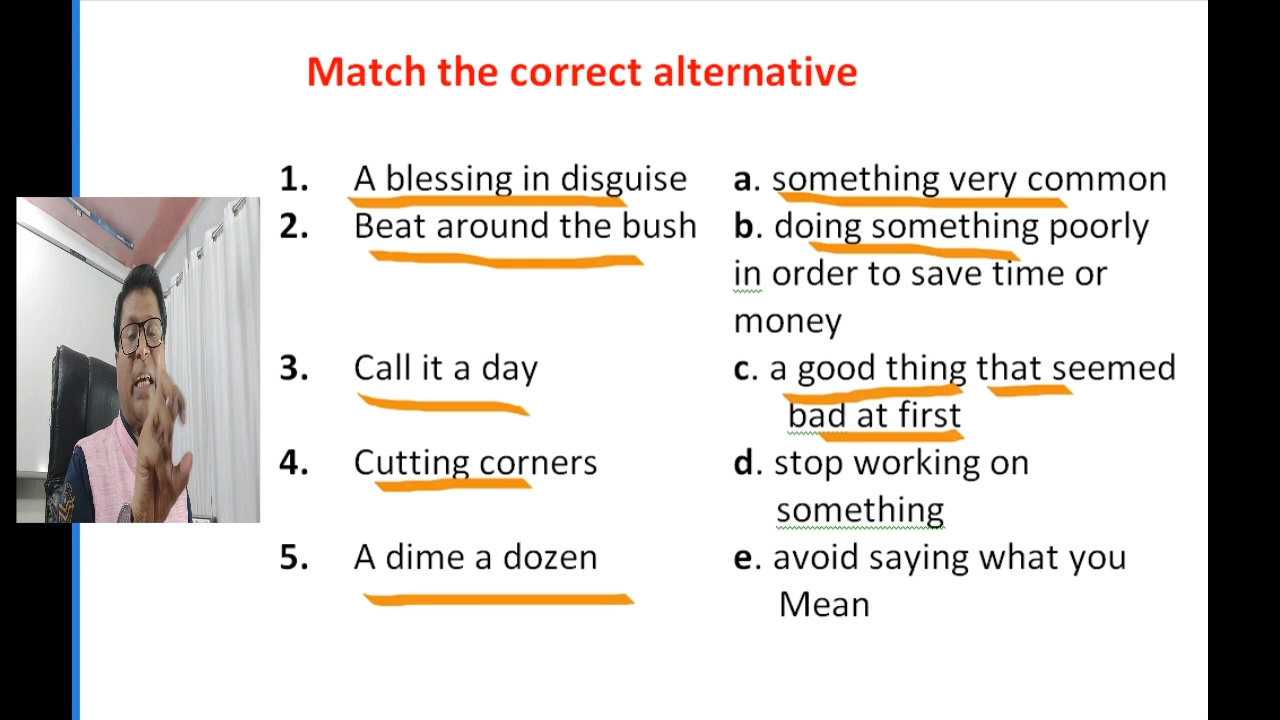 Match the correct alternative
1. A blessing in disguise a. something very common
2. Beat around the bush b. doing something poorly
in order to save time or
money
3. Call it a day c. a good thing that seemed
bad at first
4. Cutting corners d. stop working on
something
5. A dime a dozen e. avoid saying what you
Mean